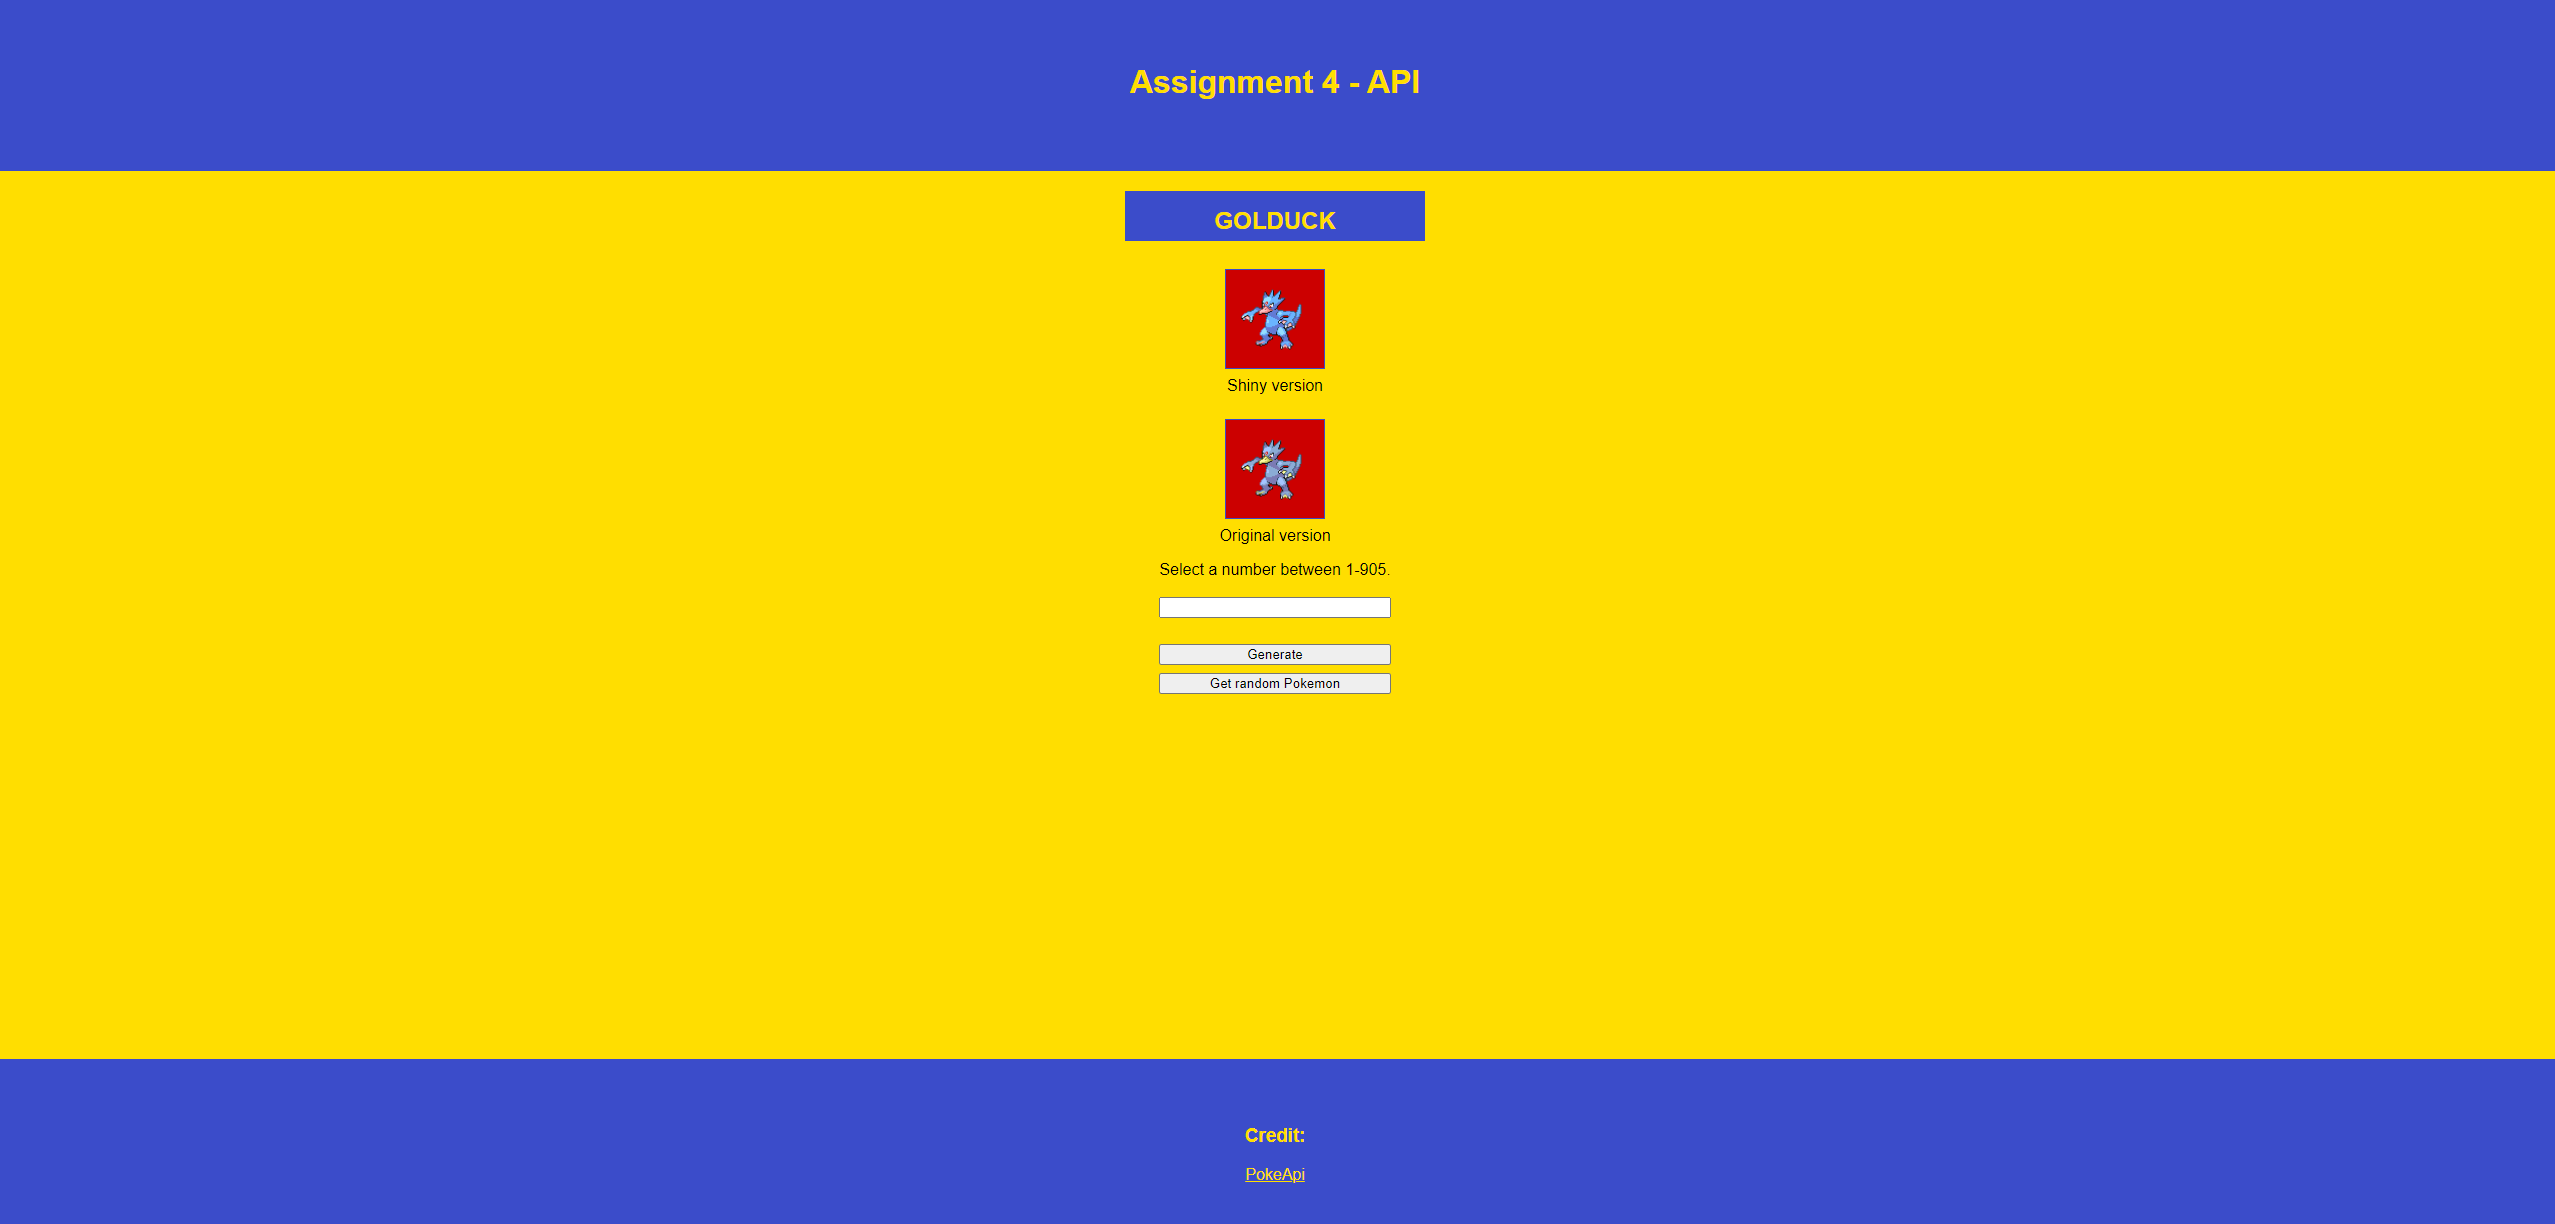 Assignment 4 - API
GOLDUCK
Shiny version
Original version
Select a number between 1-905.
Generate
Get random Pokemon
Credit:
PokeApi